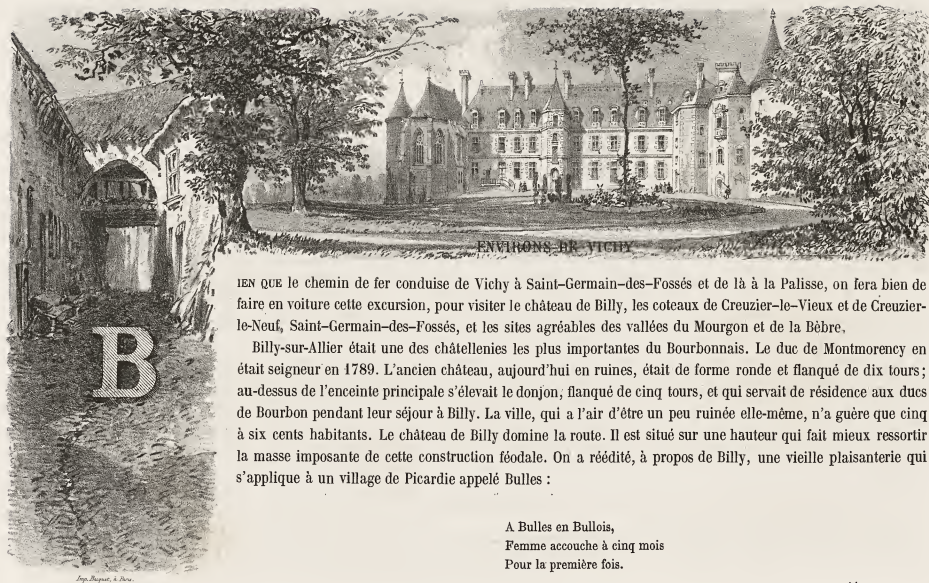 ENVIRONS DE VICHY
BIEN QUE le chemin de fer conduise de Vichy à Saint-Germain-des-Fossés et de là à la Palisse, on fera bien de
faire en voiture cette excursion, pour visiter le château de Billy, les coteaux de Creuzier-le-Vieux et de Creuzier-
le-Neuf, Saint-Germain-des-Fossés, et les sites agréables des vallées du Mourgon et de la Bèbre.
Billy-sur-Allier était une des châtellenies les plus importantes du Bourbonnais. Le duc de Montmorency en
était seigneur en 1789. L'ancien château, aujourd'hui en ruines, était de forme ronde et flanqué de dix tours;
au-dessus de l'enceinte principale s'élevait le donjon, flanqué de cinq tours, et qui servait de résidence aux ducs
de Bourbon pendant leur séjour à Billy. La ville, qui a l'air d'être un peu ruinée elle-même, n'a guère que cinq
à six cents habitants. Le château de Billy domine la route. Il est situé sur une hauteur qui fait mieux ressortir
la masse imposante de cette construction féodale. On a réédité, à propos de Billy, une vieille plaisanterie qui
s'applique à un village de Picardie appelé Bulles :
A Bulles en Bullois,
Femme accouche à cinq mois
Pour la première fois.
Imp. Becquet, à Paris.